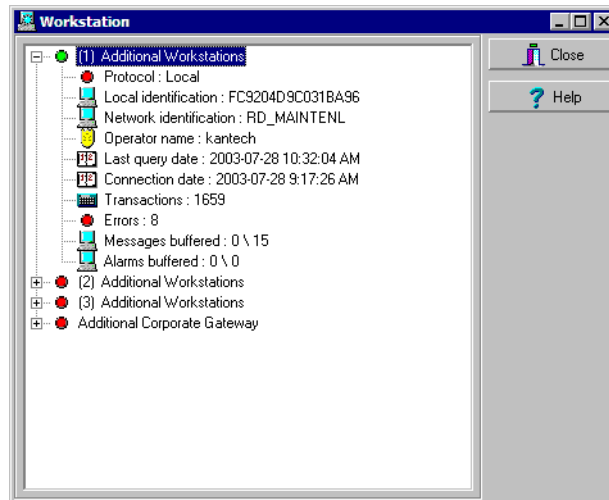 Workstation
(1) Additional Workstations
Protocol : Local
Local identification : FC9204D9C031BA96
Network identification : RD_MAINTENL
Operator name : kantech
Last query date : 2003-07-28 10:32:04 AM
Connection date : 2003-07-28 9:17:26 AM
Transactions : 1659
Errors : 8
Messages buffered : 0 \ 15
Alarms buffered : 0 \ 0
(2) Additional Workstations
(3) Additional Workstations
Additional Corporate Gateway
Close
Help